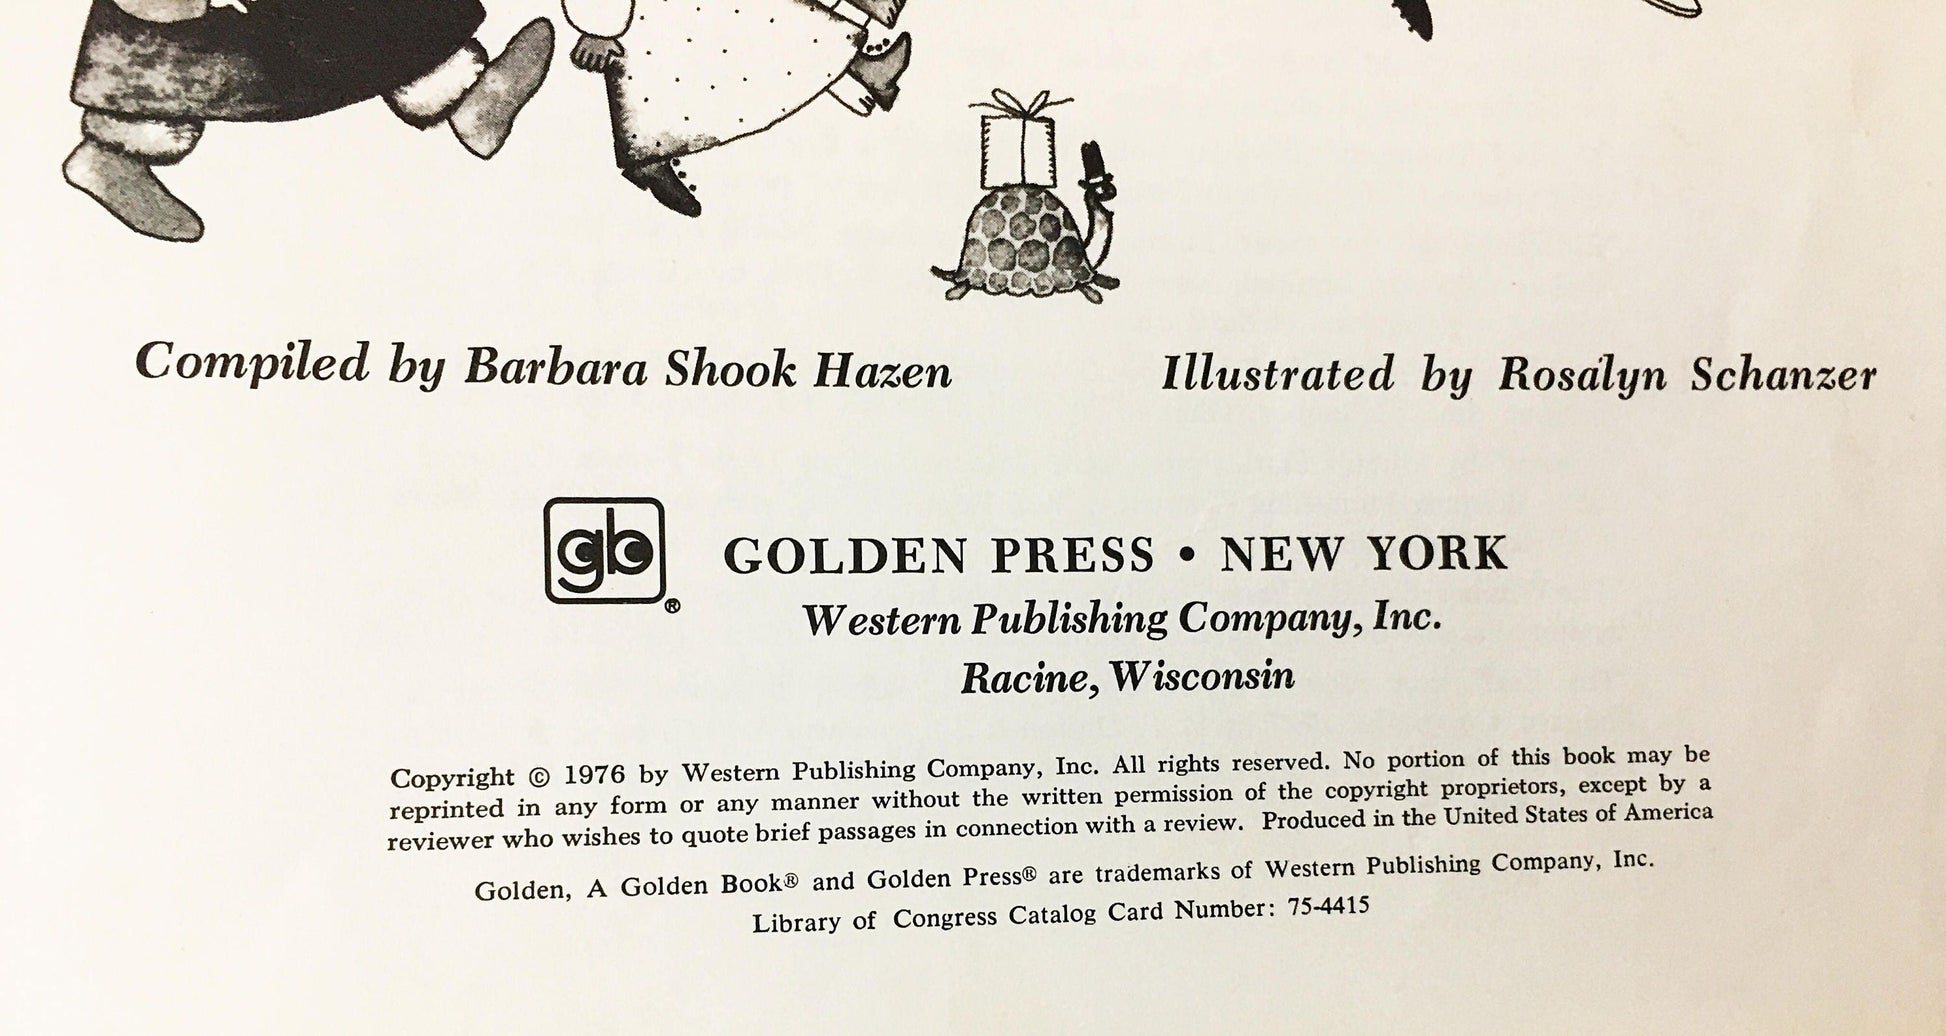 Compiled by Barbara Shook Hazen
Illustrated by Rosalyn Schanzer
gb
®
GOLDEN PRESS • NEW YORK
Western Publishing Company, Inc.
Racine, Wisconsin
Copyright © 1976 by Western Publishing Company, Inc. All rights reserved. No portion of this book may be
reprinted in any form or any manner without the written permission of the copyright proprietors, except by a
reviewer who wishes to quote brief passages in connection with a review. Produced in the United States of America
Golden, A Golden Book® and Golden Press® are trademarks of Western Publishing Company, Inc.
Library of Congress Catalog Card Number: 75-4415